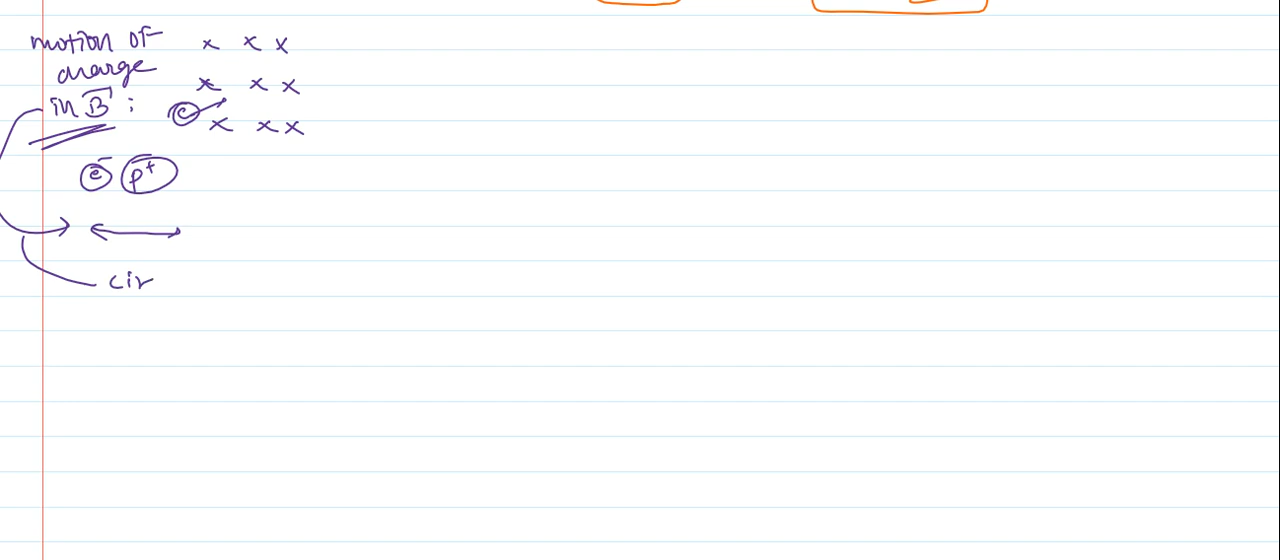 motion of x x x
charge x x x
in B⃗ : e x x x
e⁻ p⁺
cir